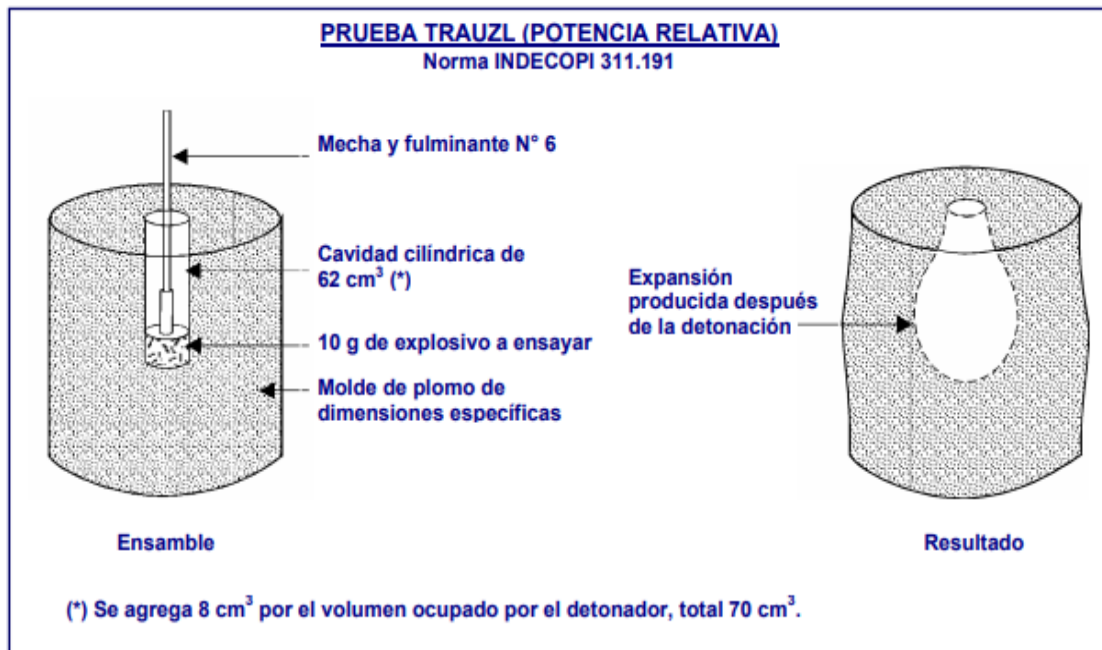 PRUEBA TRAUZL (POTENCIA RELATIVA)
Norma INDECOPI 311.191
Mecha y fulminante N° 6
Cavidad cilíndrica de
62 cm³ (*)
10 g de explosivo a ensayar
Molde de plomo de
dimensiones específicas
Ensamble
Expansión
producida después
de la detonación
Resultado
(*) Se agrega 8 cm³ por el volumen ocupado por el detonador, total 70 cm³.